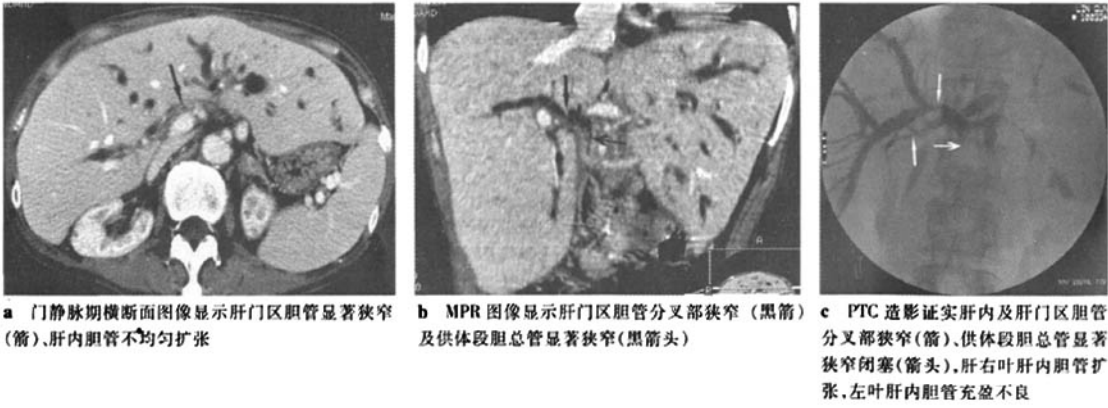 a 门静脉期横断面图像显示肝门区胆管显著狭窄
(箭)、肝内胆管不均匀扩张
b MPR 图像显示肝门区胆管分叉部狭窄 (黑箭)
及供体段胆总管显著狭窄(黑箭头)
c PTC 造影证实肝内及肝门区胆管
分叉部狭窄(箭)、供体段胆总管显著
狭窄闭塞(箭头),肝右叶肝内胆管扩
张,左叶肝内胆管充盈不良